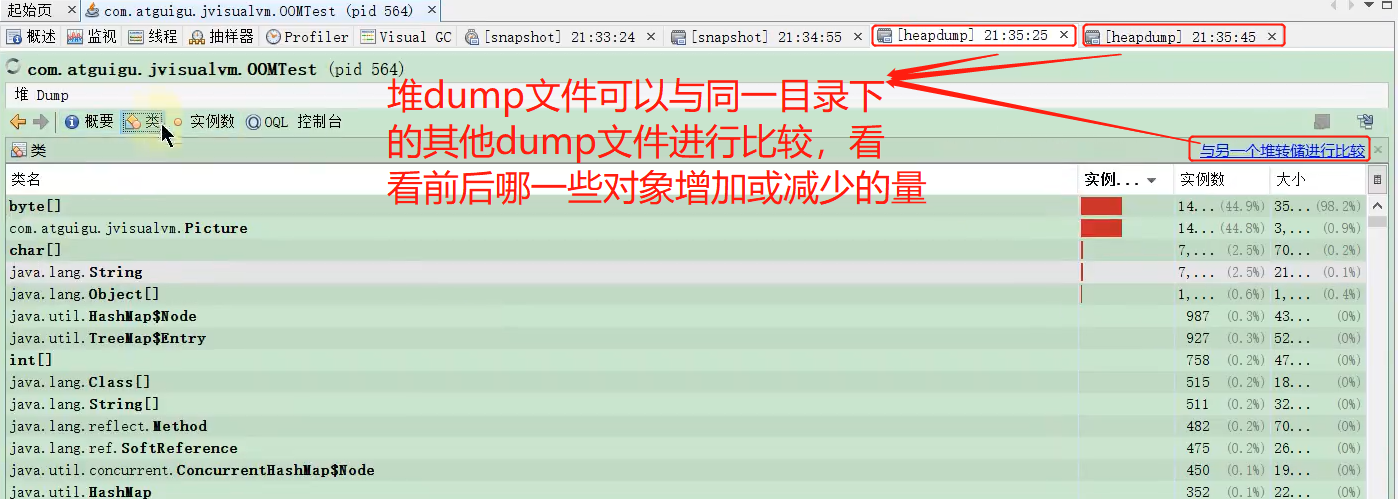 起始页 com.atguigu.jvisualvm.OOMTest (pid 564)
概述 监视 线程 抽样器 Profiler Visual GC [snapshot] 21:33:24 [snapshot] 21:34:55 [heapdump] 21:35:25 [heapdump] 21:35:45
com.atguigu.jvisualvm.OOMTest (pid 564)
堆 Dump
堆dump文件可以与同一目录下
的其他dump文件进行比较，看
看前后哪一些对象增加或减少的量
概要 类 实例数 OQL 控制台
类 与另一个堆转储进行比较
类名 实例... 实例数 大小
byte[] 14... (44.9%) 35... (98.2%)
com.atguigu.jvisualvm.Picture 14... (44.8%) 3,... (0.9%)
char[] 7,... (2.5%) 70... (0.2%)
java.lang.String 7,... (2.5%) 21... (0.1%)
java.lang.Object[] 1,... (0.6%) 1,... (0.4%)
java.util.HashMap$Node 987 (0.3%) 43... (0%)
java.util.TreeMap$Entry 927 (0.3%) 52... (0%)
int[] 758 (0.2%) 47... (0%)
java.lang.Class[] 515 (0.2%) 18... (0%)
java.lang.String[] 511 (0.2%) 32... (0%)
java.lang.reflect.Method 482 (0.2%) 70... (0%)
java.lang.ref.SoftReference 475 (0.2%) 26... (0%)
java.util.concurrent.ConcurrentHashMap$Node 450 (0.1%) 19... (0%)
java.util.HashMap 352 (0.1%) 22... (0%)